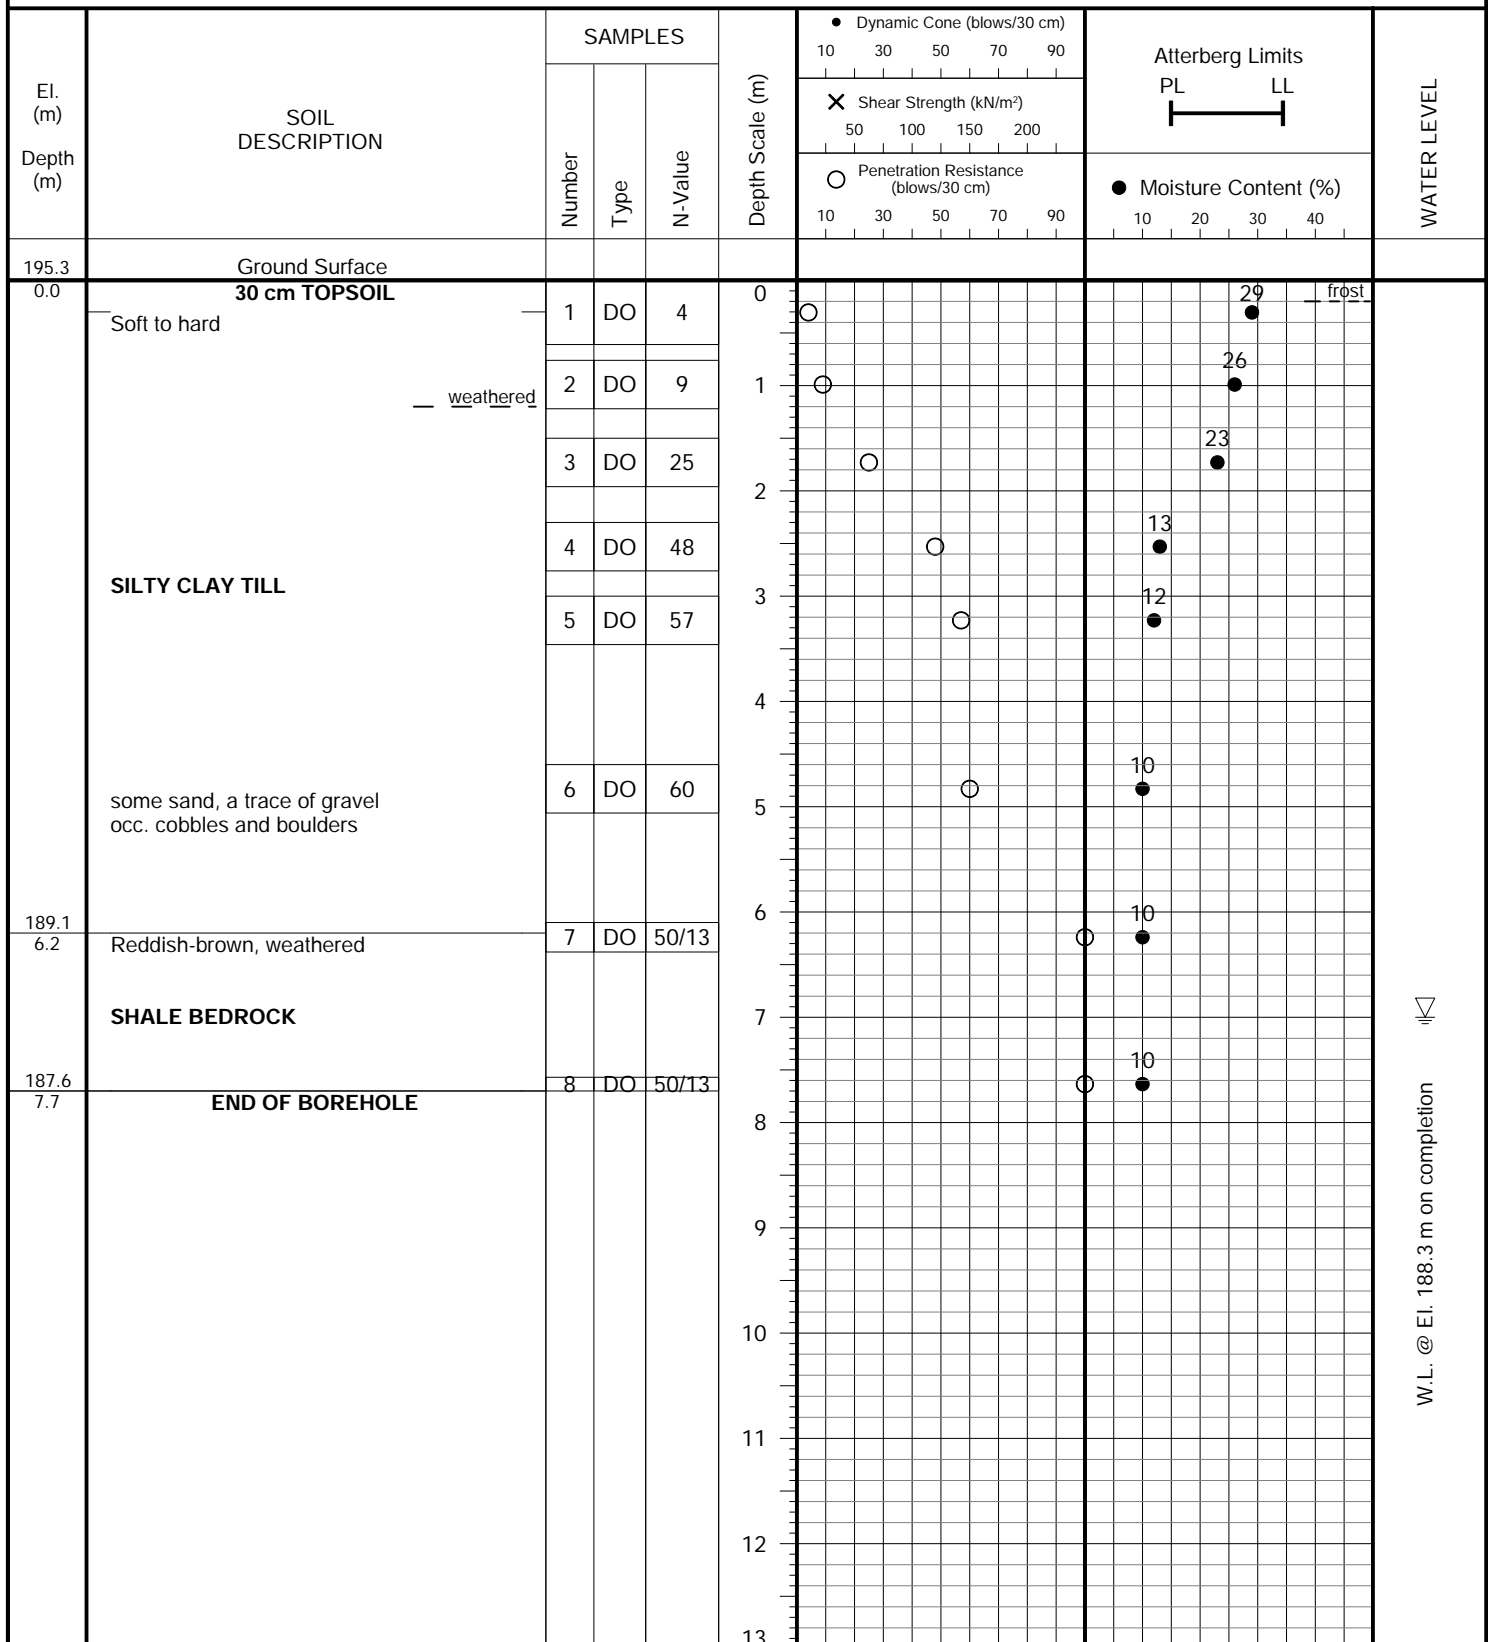 El.
(m)
Depth
(m)
SOIL
DESCRIPTION
SAMPLES
Number
Type
N-Value
Depth Scale (m)
Dynamic Cone (blows/30 cm)
10 30 50 70 90
Shear Strength (kN/m²)
50 100 150 200
Penetration Resistance
(blows/30 cm)
10 30 50 70 90
Atterberg Limits
PL LL
Moisture Content (%)
10 20 30 40
WATER LEVEL
195.3 Ground Surface
0.0 30 cm TOPSOIL 0 29 frost
Soft to hard 1 DO 4
26
weathered 2 DO 9 1
23
3 DO 25
2
13
4 DO 48
SILTY CLAY TILL 3 12
5 DO 57
4
10
6 DO 60
some sand, a trace of gravel 5
occ. cobbles and boulders
189.1 6 10
6.2 Reddish-brown, weathered 7 DO 50/13
SHALE BEDROCK 7
10
187.6 8 DO 50/13
7.7 END OF BOREHOLE
8
9
10
11
12
13
W.L. @ El. 188.3 m on completion